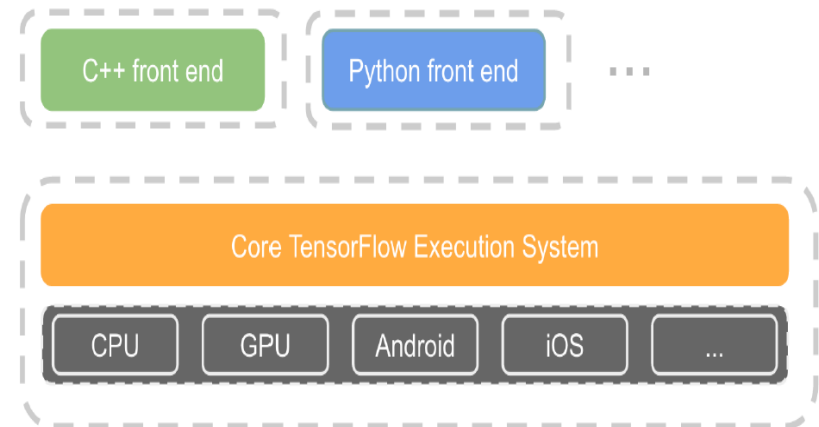 C++ front end
Python front end
...
Core TensorFlow Execution System
CPU
GPU
Android
iOS
...